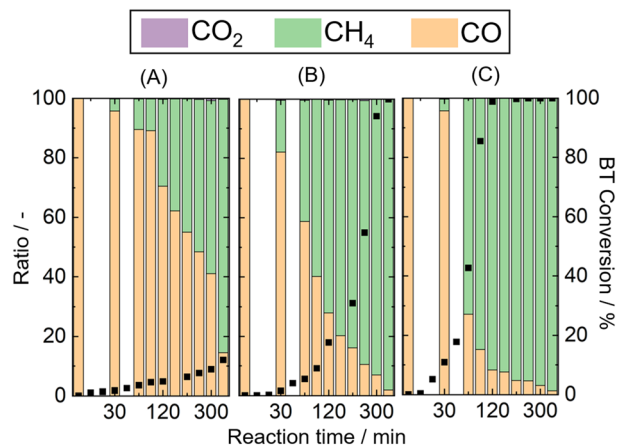 CO2 CH4 CO
(A) (B) (C)
100 100
80 80
60 60
40 40
20 20
0 0
30 120 300 30 120 300 30 120 300
Ratio / -
BT Conversion / %
Reaction time / min